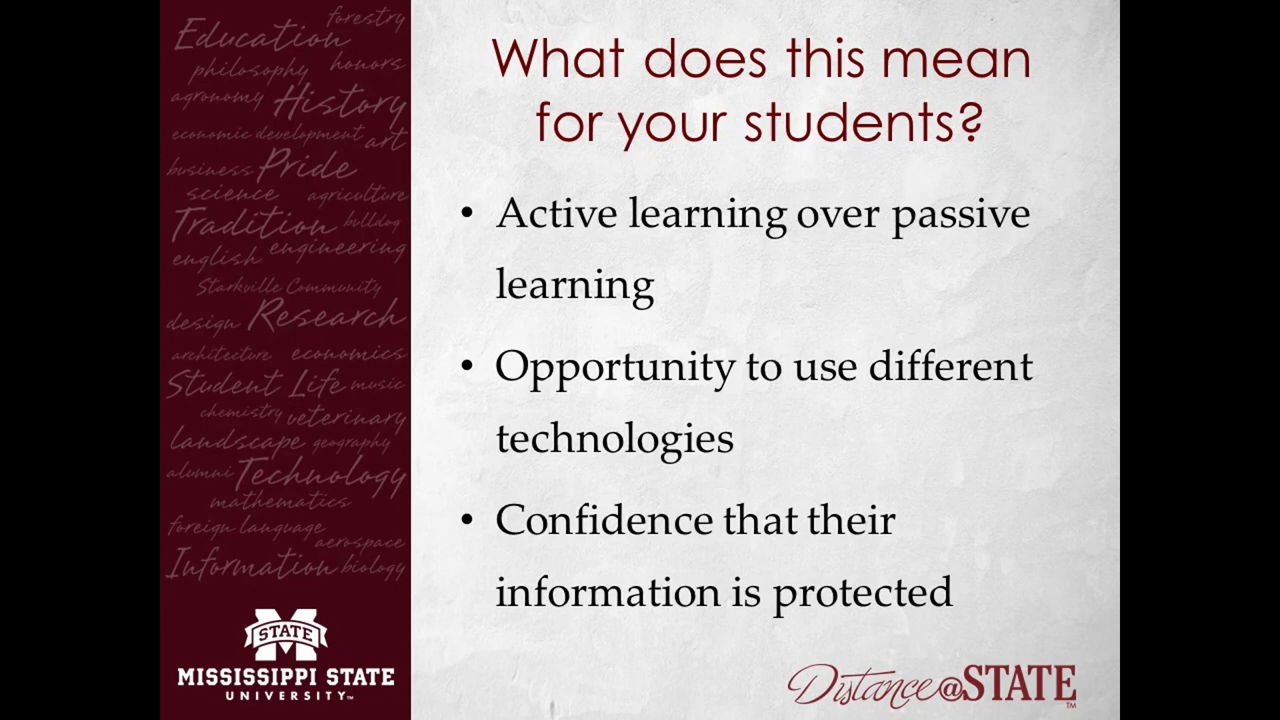 forestry
Education
philosophy honors
agronomy History
economic development art
business Pride
science agriculture
Tradition bulldog
english engineering
Starkville Community
design Research
architecture economics
Student Life music
chemistry veterinary
landscape geography
alumni Technology
mathematics
foreign language
aerospace
Information biology
STATE
MISSISSIPPI STATE
UNIVERSITY™
What does this mean
for your students?
• Active learning over passive
learning
• Opportunity to use different
technologies
• Confidence that their
information is protected
Distance@STATE™